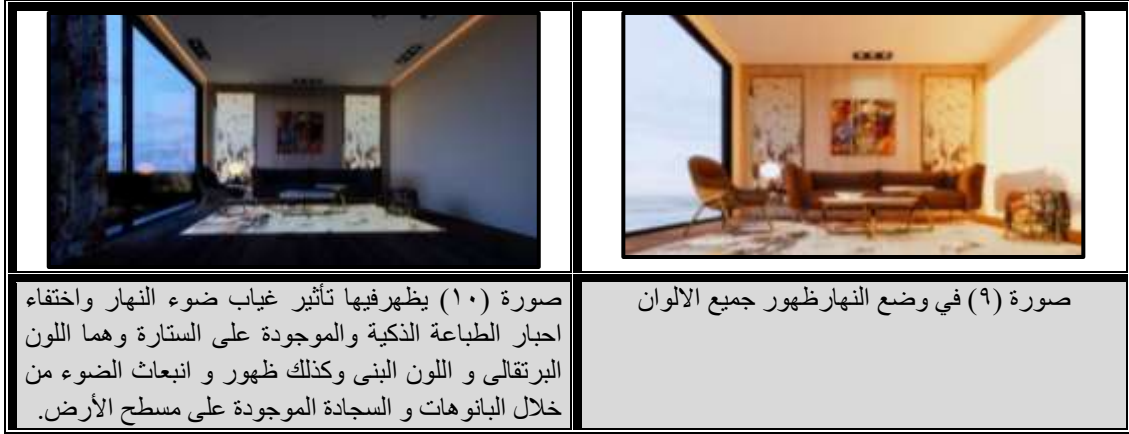 صورة (٩) في وضع النهارظهور جميع الالوان
صورة (١٠) يظهرفيها تأثير غياب ضوء النهار واختفاء
احبار الطباعة الذكية والموجودة على الستارة وهما اللون
البرتقالى و اللون البنى وكذلك ظهور و انبعاث الضوء من
خلال البانوهات و السجادة الموجودة على مسطح الأرض.